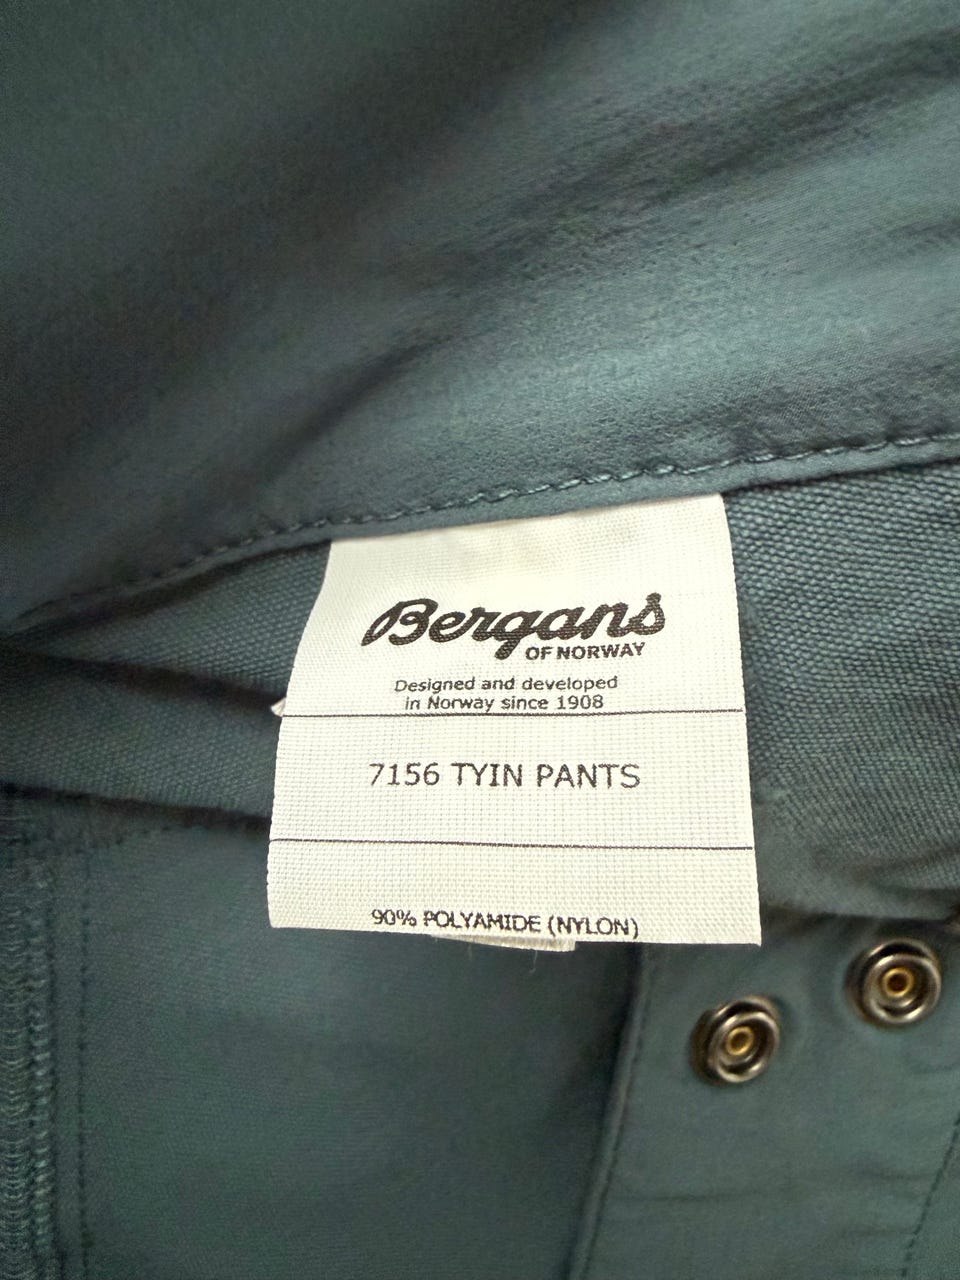 Bergans
OF NORWAY
Designed and developed
in Norway since 1908
7156 TYIN PANTS
90% POLYAMIDE (NYLON)